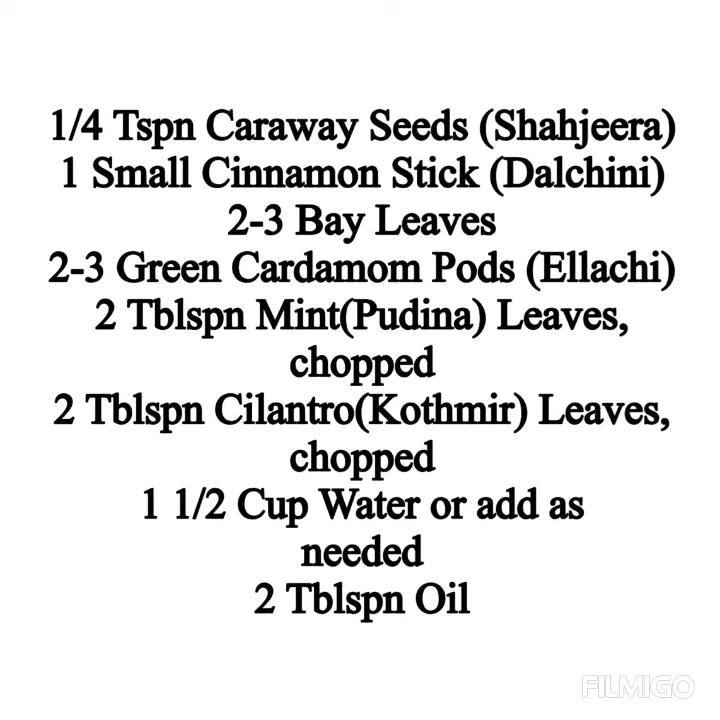 1/4 Tspn Caraway Seeds (Shahjeera)
1 Small Cinnamon Stick (Dalchini)
2-3 Bay Leaves
2-3 Green Cardamom Pods (Ellachi)
2 Tblspn Mint(Pudina) Leaves,
chopped
2 Tblspn Cilantro(Kothmir) Leaves,
chopped
1 1/2 Cup Water or add as
needed
2 Tblspn Oil
FILMIGO